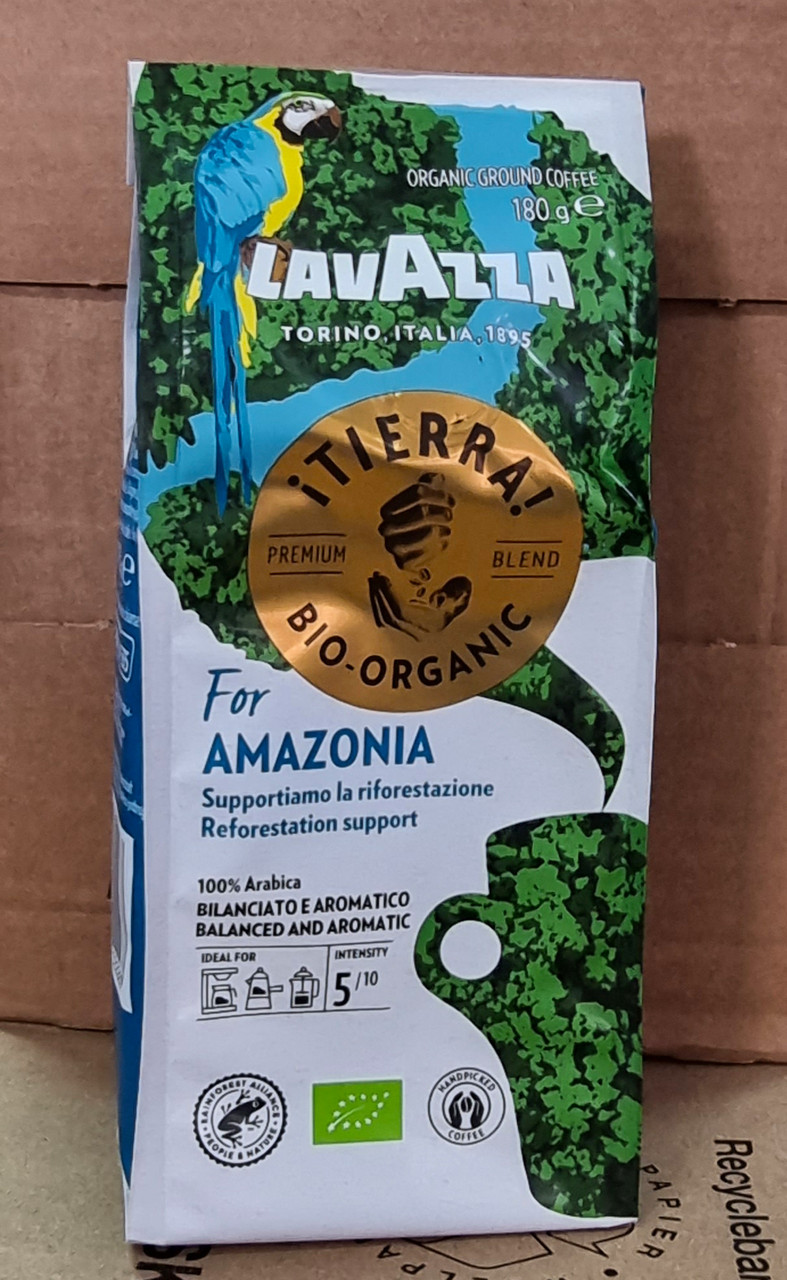 ORGANIC GROUND COFFEE
180 g ℮
LAVAZZA
TORINO, ITALIA, 1895
¡TIERRA!
PREMIUM
BLEND
BIO-ORGANIC
For
AMAZONIA
Supportiamo la riforestazione
Reforestation support
100% Arabica
BILANCIATO E AROMATICO
BALANCED AND AROMATIC
IDEAL FOR
INTENSITY
5/10
RAINFOREST ALLIANCE
PEOPLE & NATURE
HANDPICKED
COFFEE
PAPIER